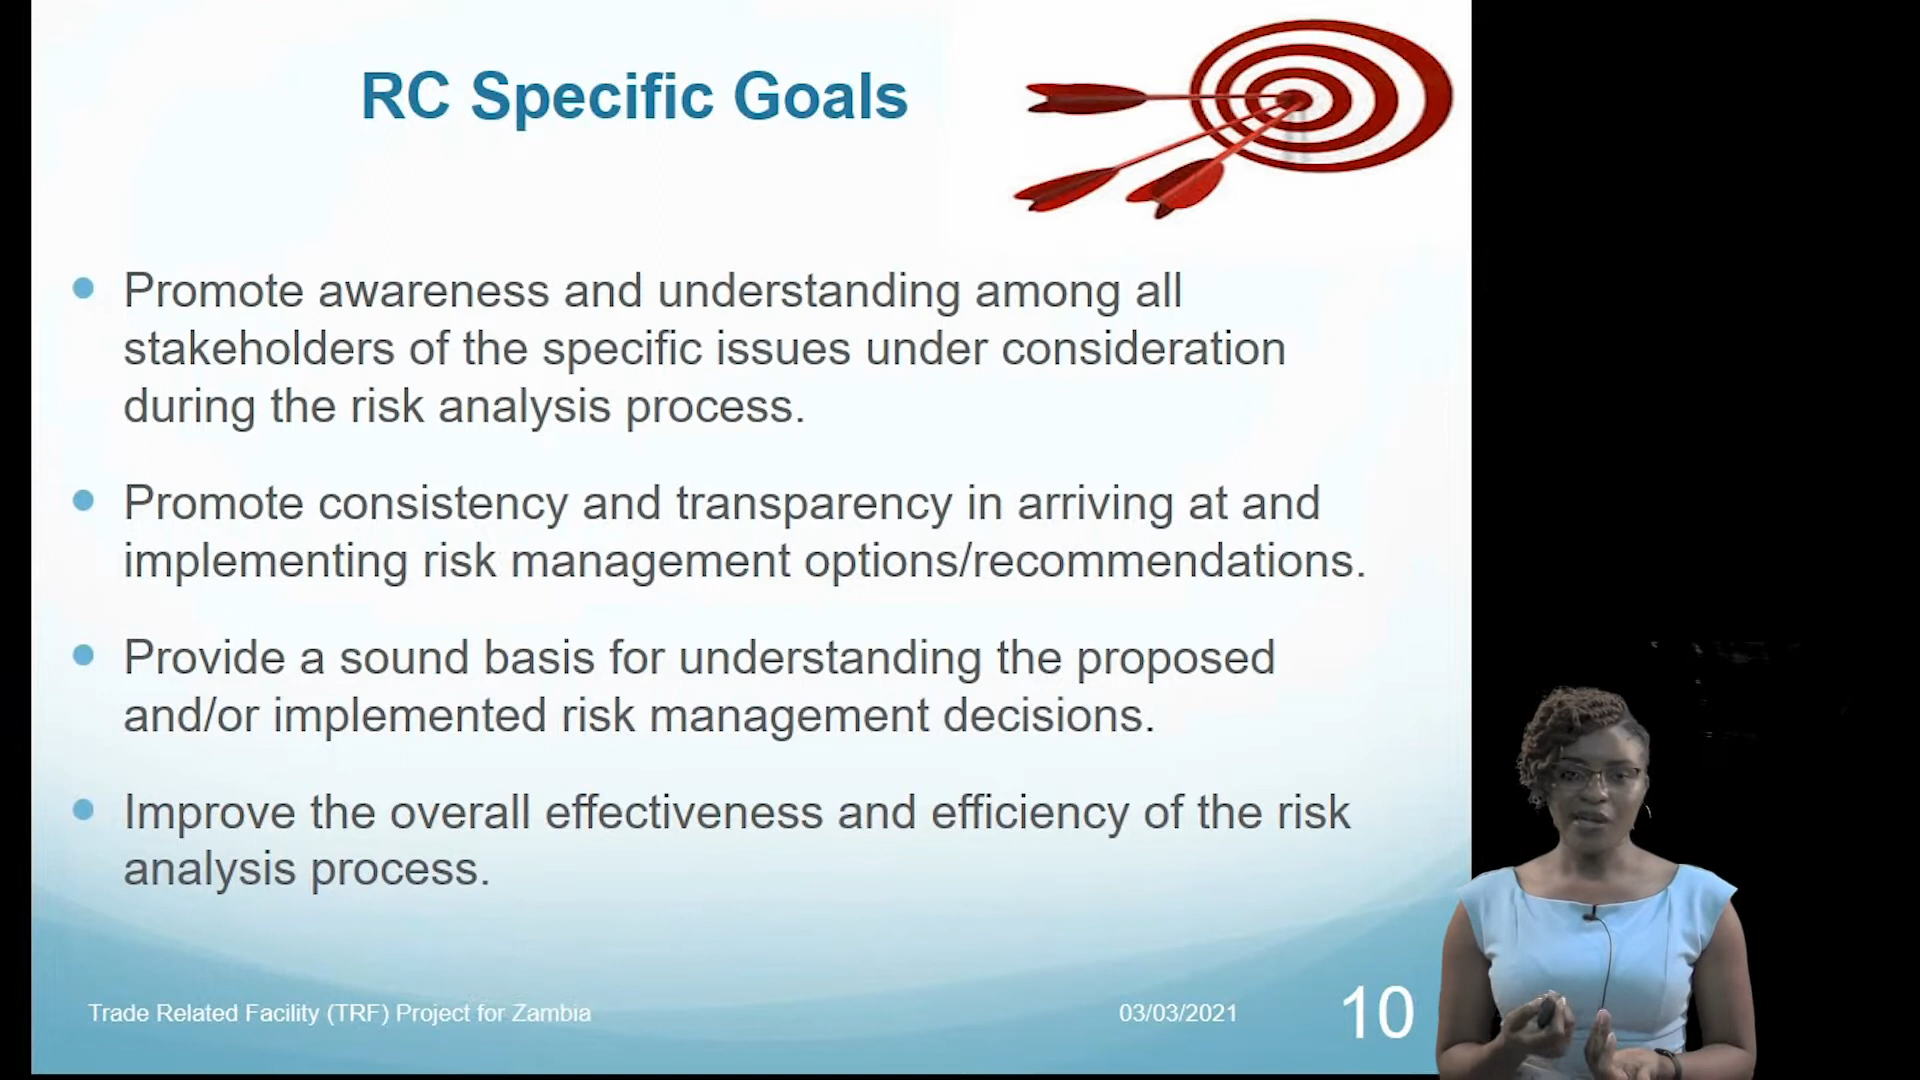 RC Specific Goals
Promote awareness and understanding among all
stakeholders of the specific issues under consideration
during the risk analysis process.
Promote consistency and transparency in arriving at and
implementing risk management options/recommendations.
Provide a sound basis for understanding the proposed
and/or implemented risk management decisions.
Improve the overall effectiveness and efficiency of the risk
analysis process.
Trade Related Facility (TRF) Project for Zambia
03/03/2021
10